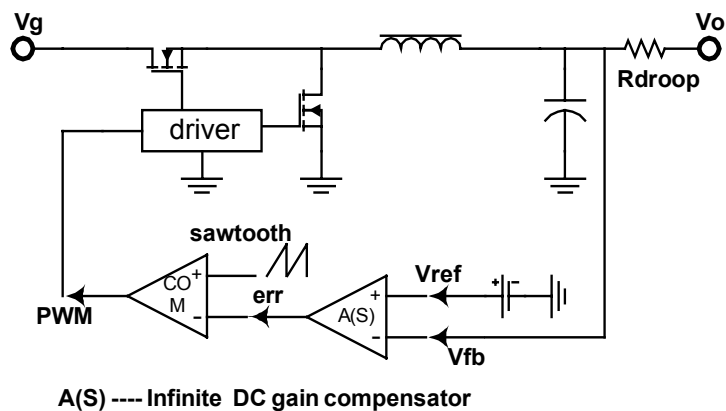 Vg
Vo
Rdroop
driver
sawtooth
CO
M
+
-
err
PWM
A(S)
+
-
Vref
+
-
Vfb
A(S) ---- Infinite DC gain compensator